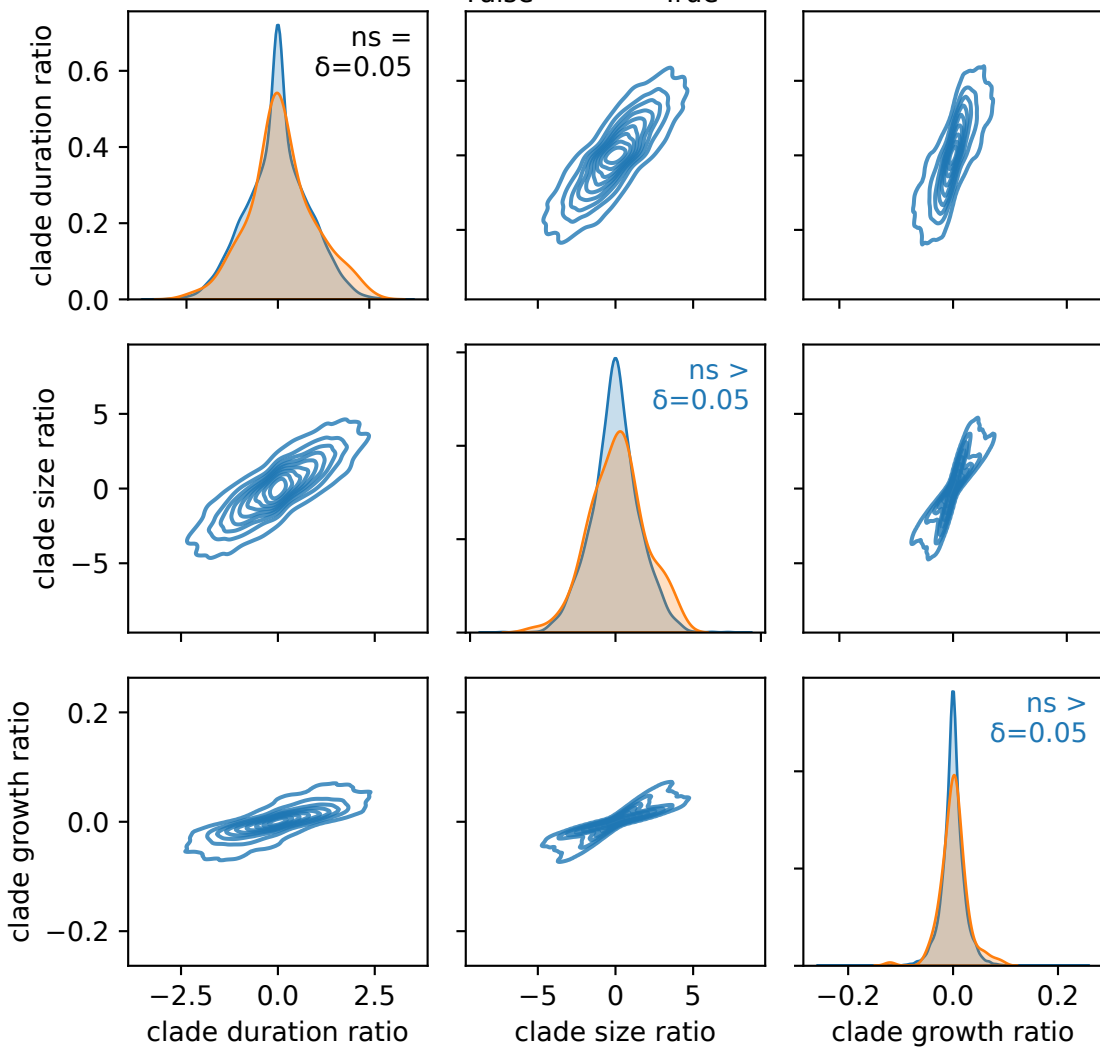 clade duration ratio
0.6
0.4
0.2
0.0
ns =
δ=0.05
clade size ratio
5
0
−5
ns >
δ=0.05
clade growth ratio
0.2
0.0
−0.2
ns >
δ=0.05
−2.5 0.0 2.5
−5 0 5
−0.2 0.0 0.2
clade duration ratio
clade size ratio
clade growth ratio